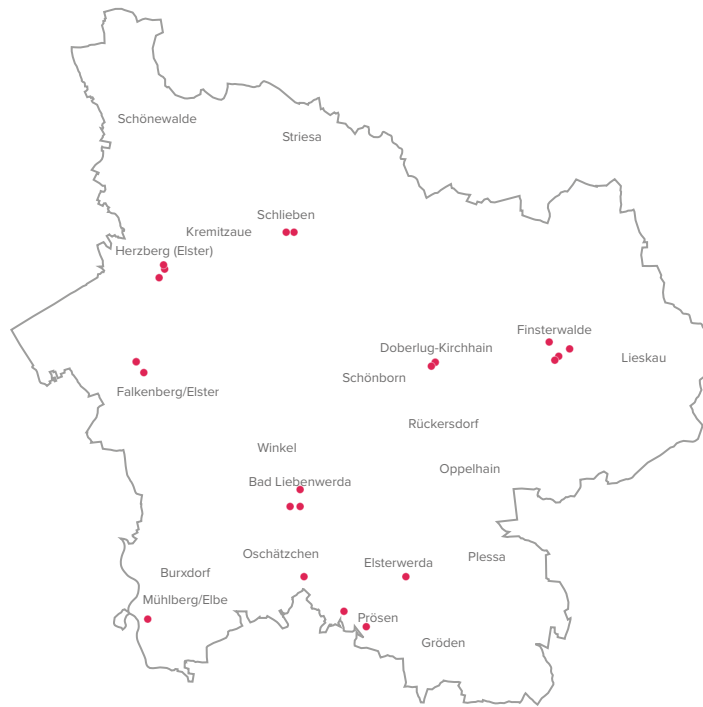 Schönewalde
Striesa
Schlieben
Kremitzaue
Herzberg (Elster)
Finsterwalde
Doberlug-Kirchhain
Lieskau
Schönborn
Falkenberg/Elster
Rückersdorf
Winkel
Oppelhain
Bad Liebenwerda
Oschätzchen
Plessa
Elsterwerda
Burxdorf
Mühlberg/Elbe
Prösen
Gröden